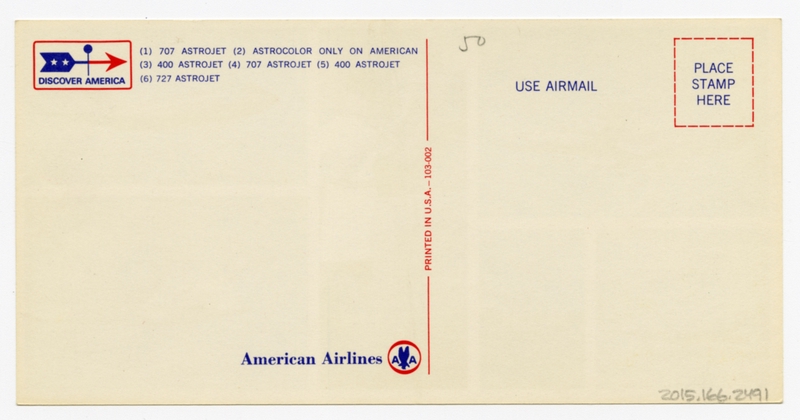 DISCOVER AMERICA
(1) 707 ASTROJET (2) ASTROCOLOR ONLY ON AMERICAN
(3) 400 ASTROJET (4) 707 ASTROJET (5) 400 ASTROJET
(6) 727 ASTROJET
American Airlines AA
PRINTED IN U.S.A.—103-002
50
USE AIRMAIL
PLACE
STAMP
HERE
2015.166.2491